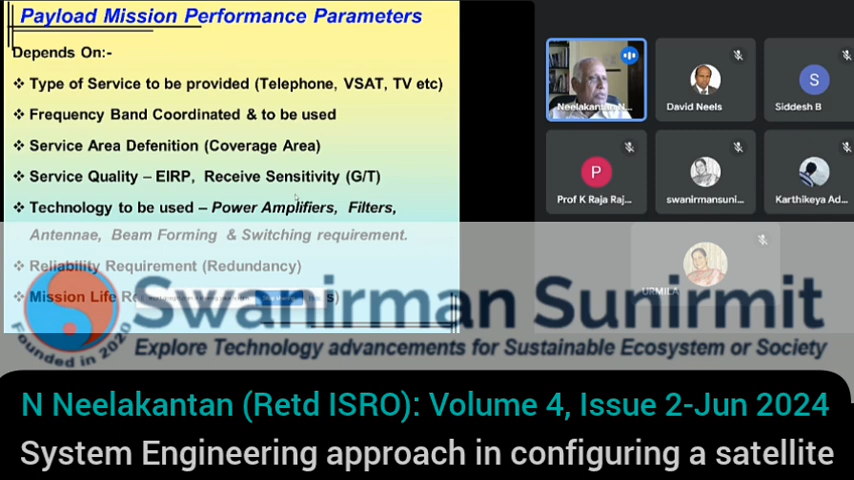 Payload Mission Performance Parameters
Depends On:-
❖ Type of Service to be provided (Telephone, VSAT, TV etc)
❖ Frequency Band Coordinated & to be used
❖ Service Area Defenition (Coverage Area)
❖ Service Quality – EIRP, Receive Sensitivity (G/T)
❖ Technology to be used – Power Amplifiers, Filters,
Antennae, Beam Forming & Switching requirement.
❖ Reliability Requirement (Redundancy)
❖ Mission Life
Neelakantan N...
David Neels
S
Siddesh B
P
Prof K Raja Raj...
swanirmansuni...
Karthikeya Ad...
URMILA
Swanirman Sunirmit
Founded in 2020
Explore Technology advancements for Sustainable Ecosystem or Society
N Neelakantan (Retd ISRO): Volume 4, Issue 2-Jun 2024
System Engineering approach in configuring a satellite